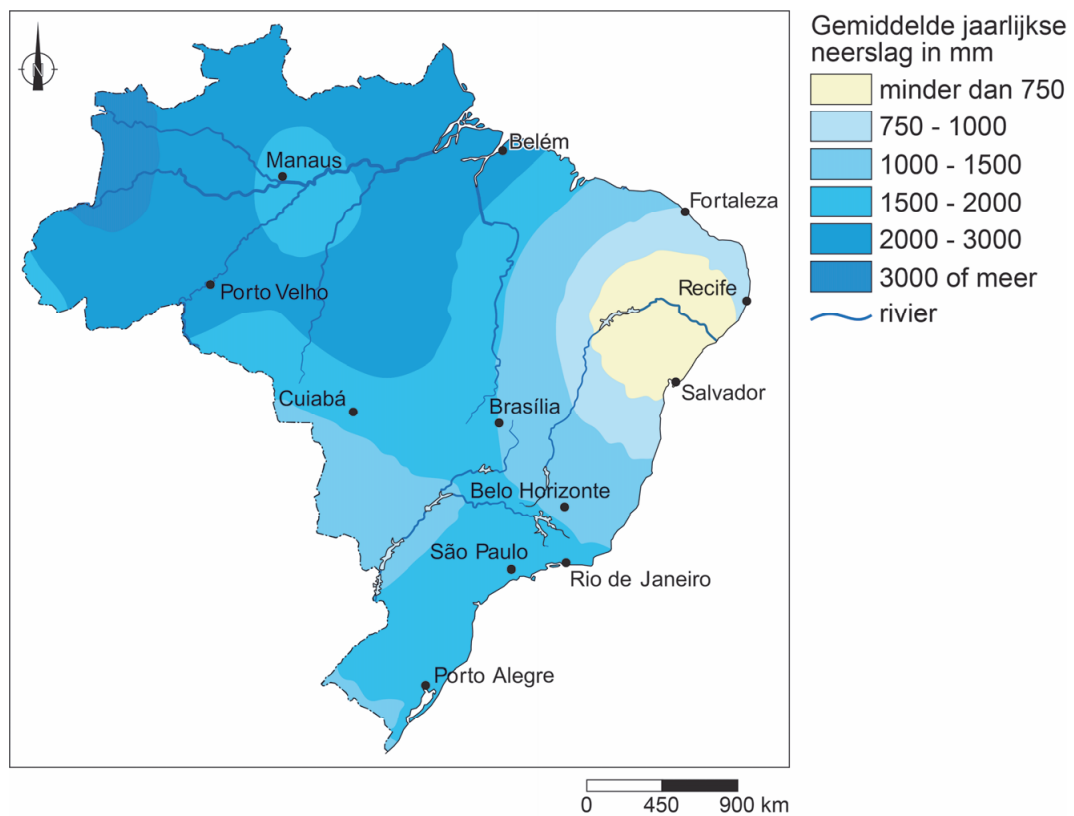 N
Gemiddelde jaarlijkse
neerslag in mm
minder dan 750
750 - 1000
1000 - 1500
1500 - 2000
2000 - 3000
3000 of meer
rivier
Belém
Manaus
Fortaleza
Recife
Porto Velho
Salvador
Cuiabá
Brasília
Belo Horizonte
São Paulo
Rio de Janeiro
Porto Alegre
0 450 900 km